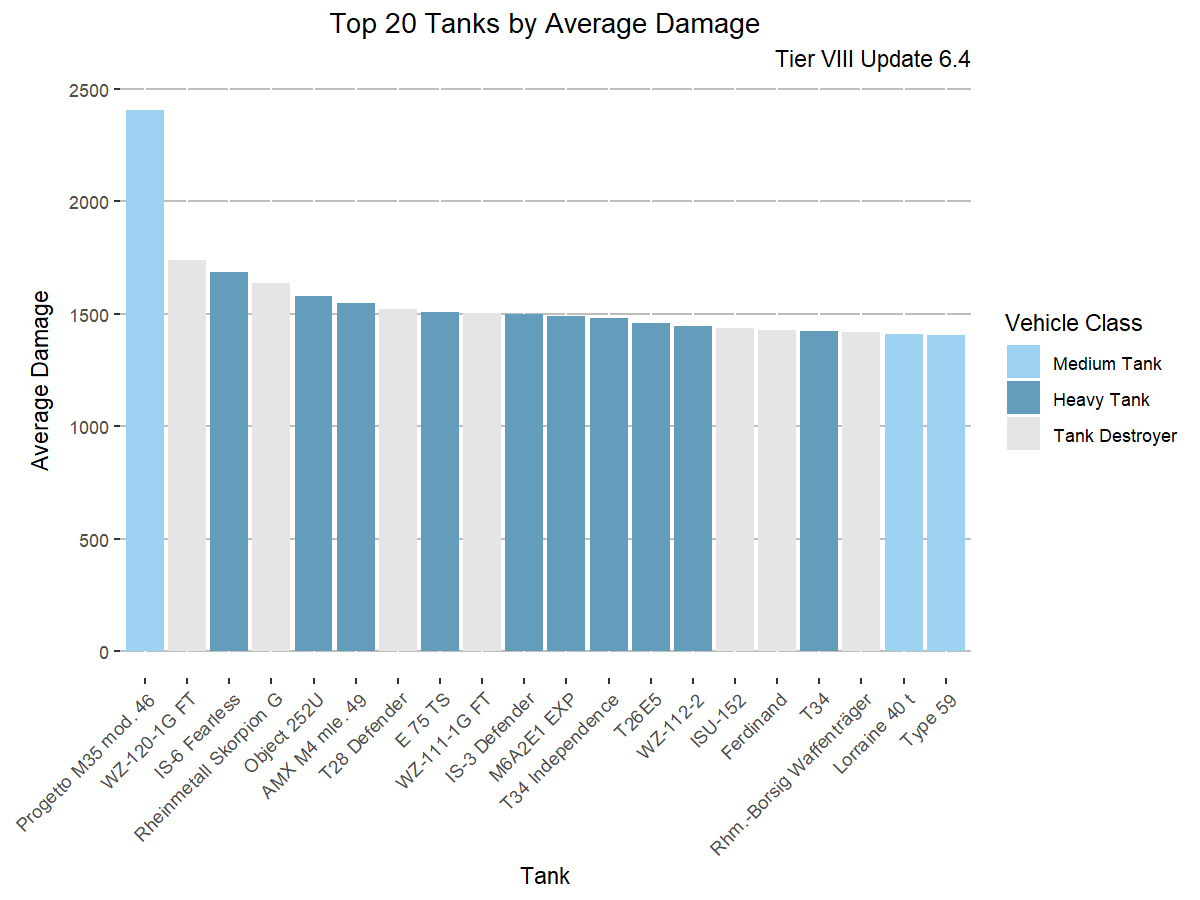 Top 20 Tanks by Average Damage
Tier VIII Update 6.4
2500
2000
1500
1000
500
0
Average Damage
Progetto M35 mod. 46
WZ-120-1G FT
IS-6 Fearless
Rheinmetall Skorpion G
Object 252U
AMX M4 mle. 49
T28 Defender
E 75 TS
WZ-111-1G FT
IS-3 Defender
M6A2E1 EXP
T34 Independence
T26E5
WZ-112-2
ISU-152
Ferdinand
T34
Rhm.-Borsig Waffenträger
Lorraine 40 t
Type 59
Tank
Vehicle Class
Medium Tank
Heavy Tank
Tank Destroyer